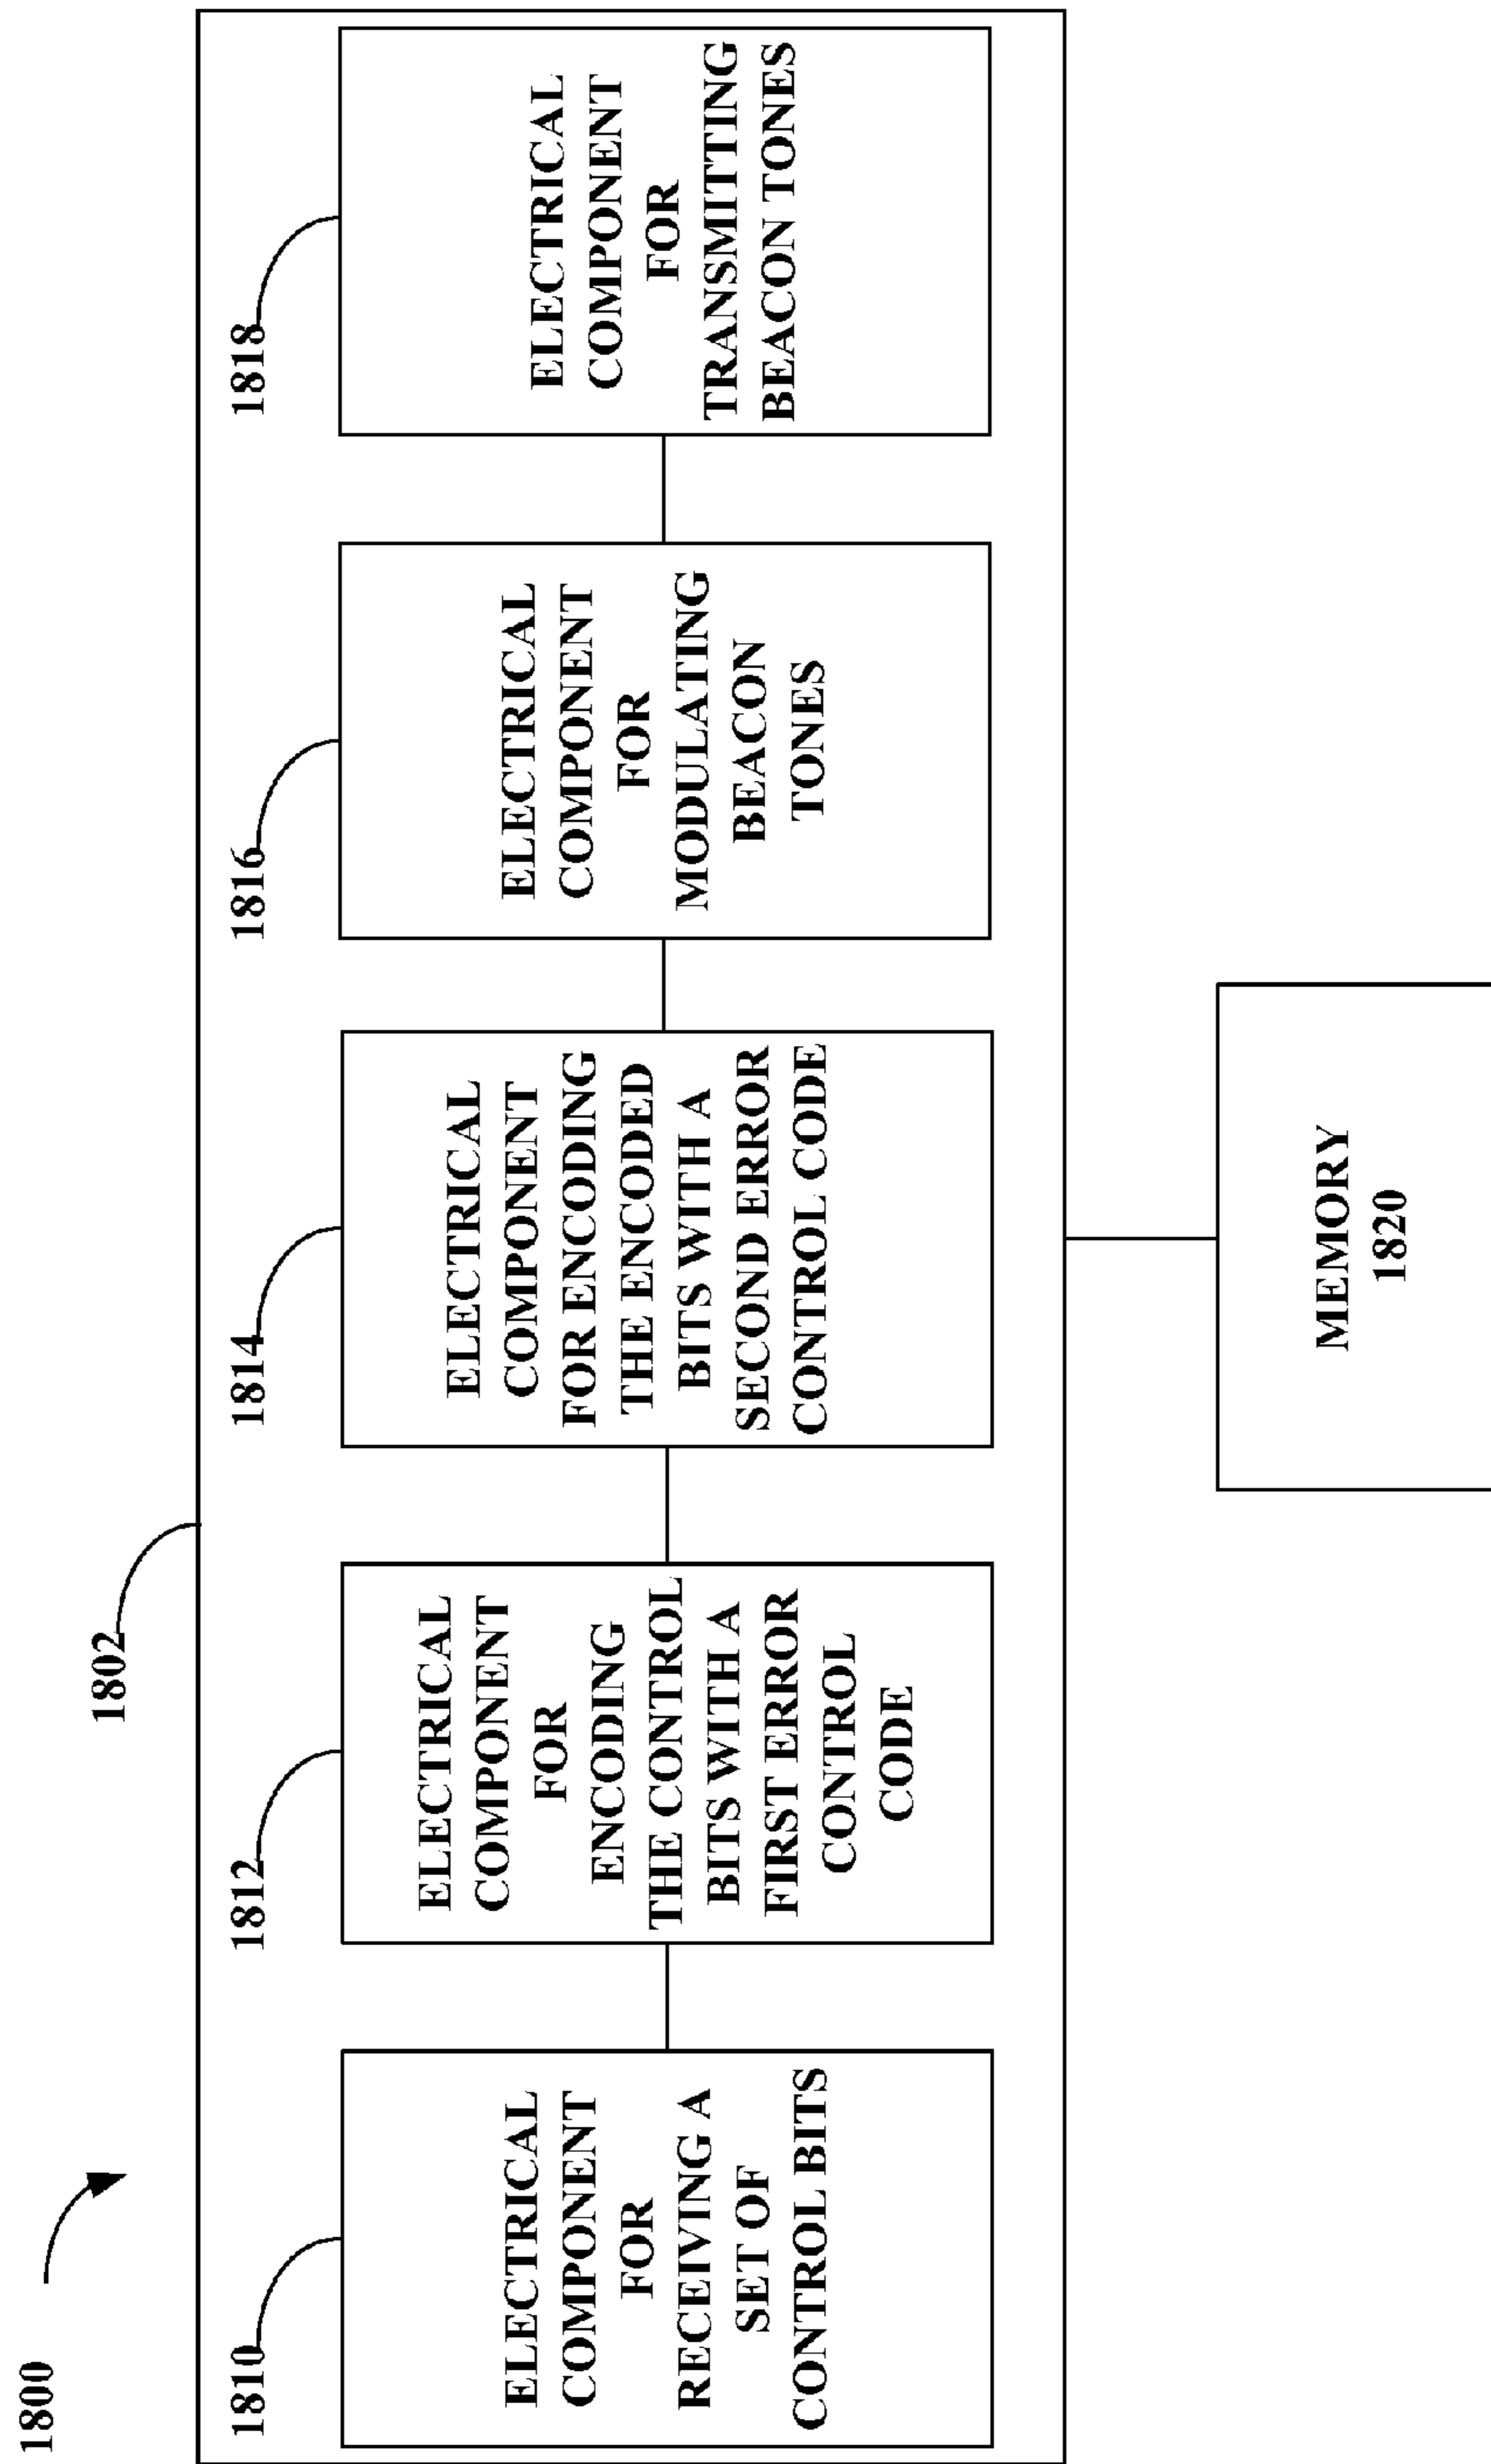 1800
1802
1810
ELECTRICAL
COMPONENT
FOR
RECEIVING A
SET OF
CONTROL BITS
1812
ELECTRICAL
COMPONENT
FOR
ENCODING
THE CONTROL
BITS WITH A
FIRST ERROR
CONTROL
CODE
1814
ELECTRICAL
COMPONENT
FOR ENCODING
THE ENCODED
BITS WITH A
SECOND ERROR
CONTROL CODE
1816
ELECTRICAL
COMPONENT
FOR
MODULATING
BEACON
TONES
1818
ELECTRICAL
COMPONENT
FOR
TRANSMITTING
BEACON TONES
MEMORY
1820